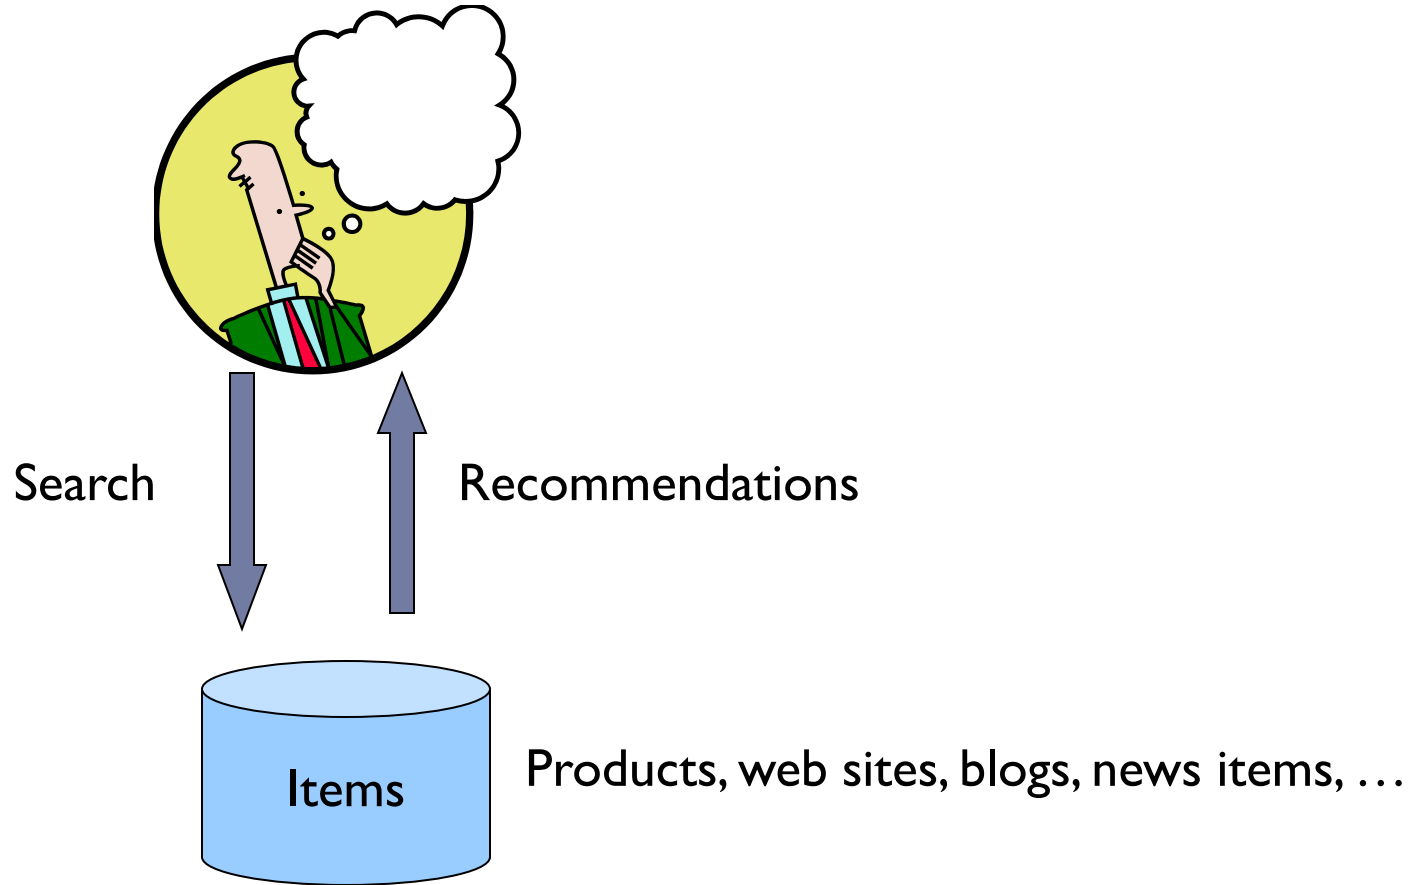 Search
Recommendations
Items
Products, web sites, blogs, news items, …